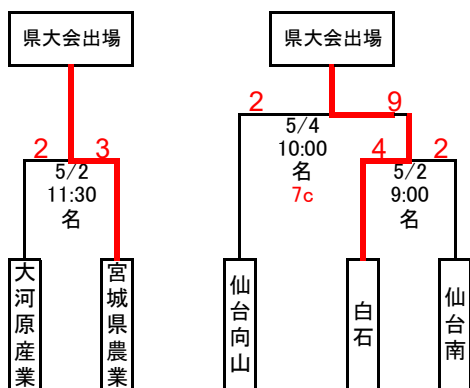 県大会出場
県大会出場
2
9
5/4
10:00
名
7c
2
3
5/2
11:30
名
4
2
5/2
9:00
名
大河原産業
宮城県農業
仙台向山
白石
仙台南